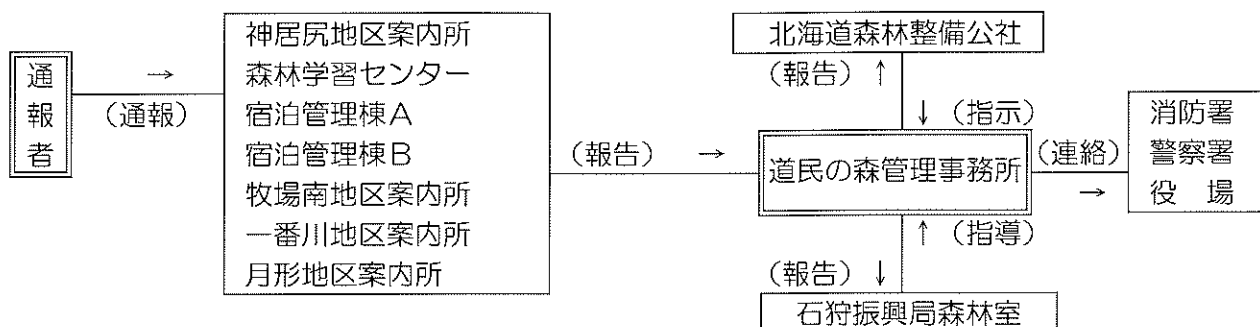 通報者
→
(通報)
神居尻地区案内所
森林学習センター
宿泊管理棟A
宿泊管理棟B
牧場南地区案内所
一番川地区案内所
月形地区案内所
(報告) →
北海道森林整備公社
(報告) ↑
↓ (指示)
道民の森管理事務所
(連絡)
→
消防署
警察署
役 場
↑ (指導)
(報告) ↓
石狩振興局森林室